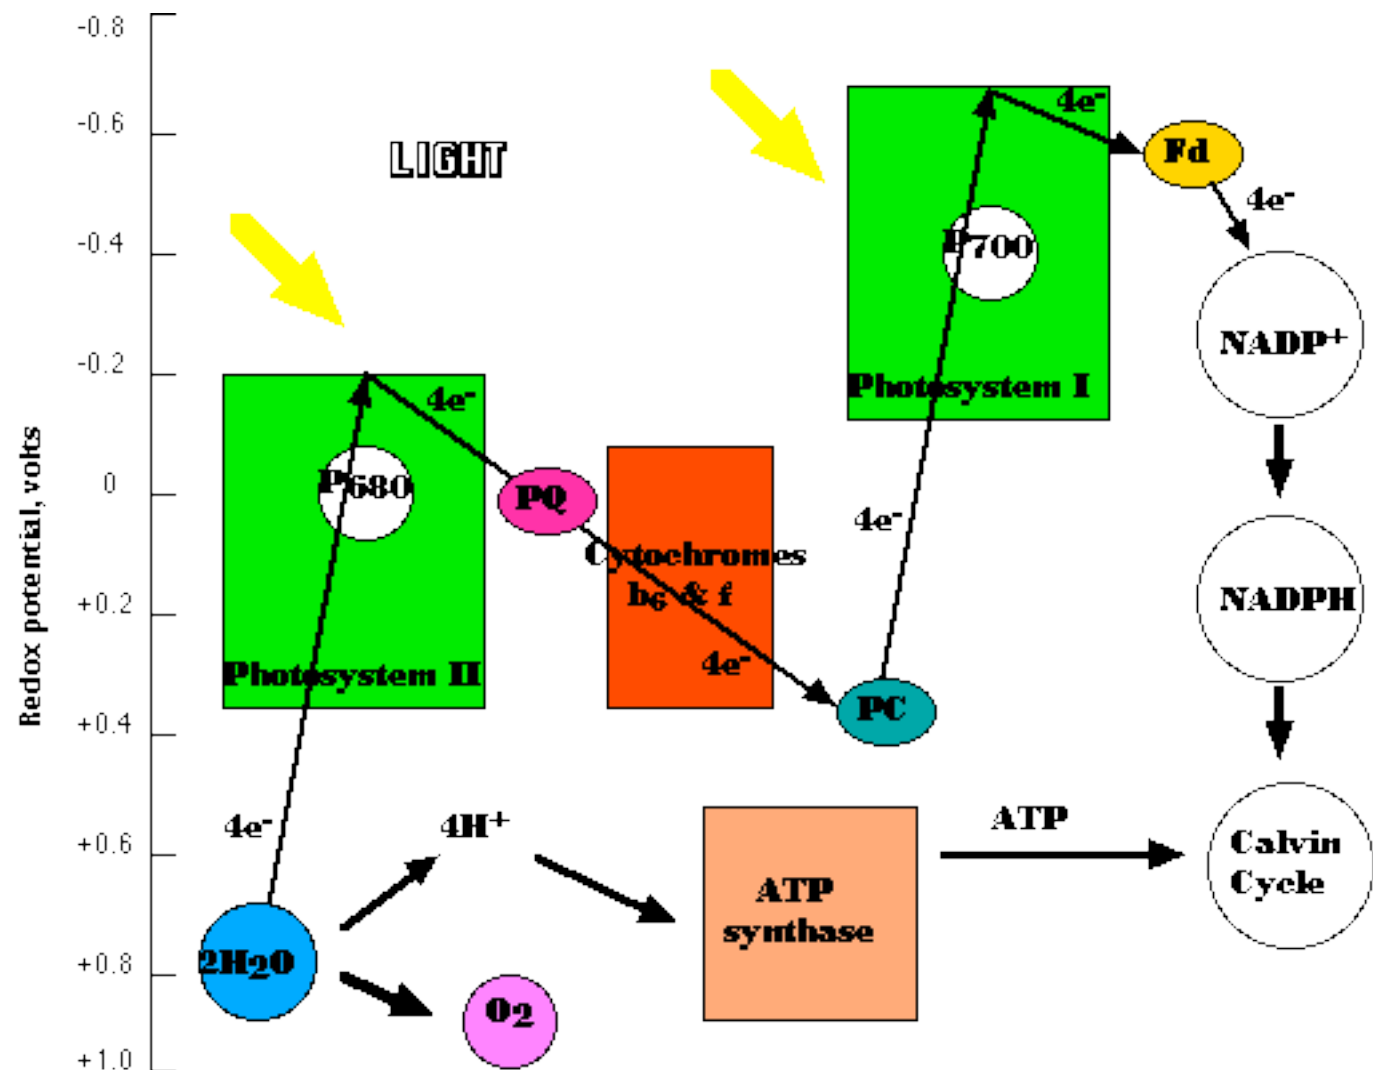 -0.8
-0.6
-0.4
-0.2
0
+0.2
+0.4
+0.6
+0.8
+1.0
Redox potential, volts
LIGHT
4e⁻
Fd
4e⁻
P700
NADP⁺
Photosystem I
4e⁻
P680
PQ
4e⁻
Cytochromes
b₆ & f
NADPH
4e⁻
Photosystem II
PC
4e⁻
4H⁺
ATP
Calvin
Cycle
ATP
synthase
2H₂O
O₂